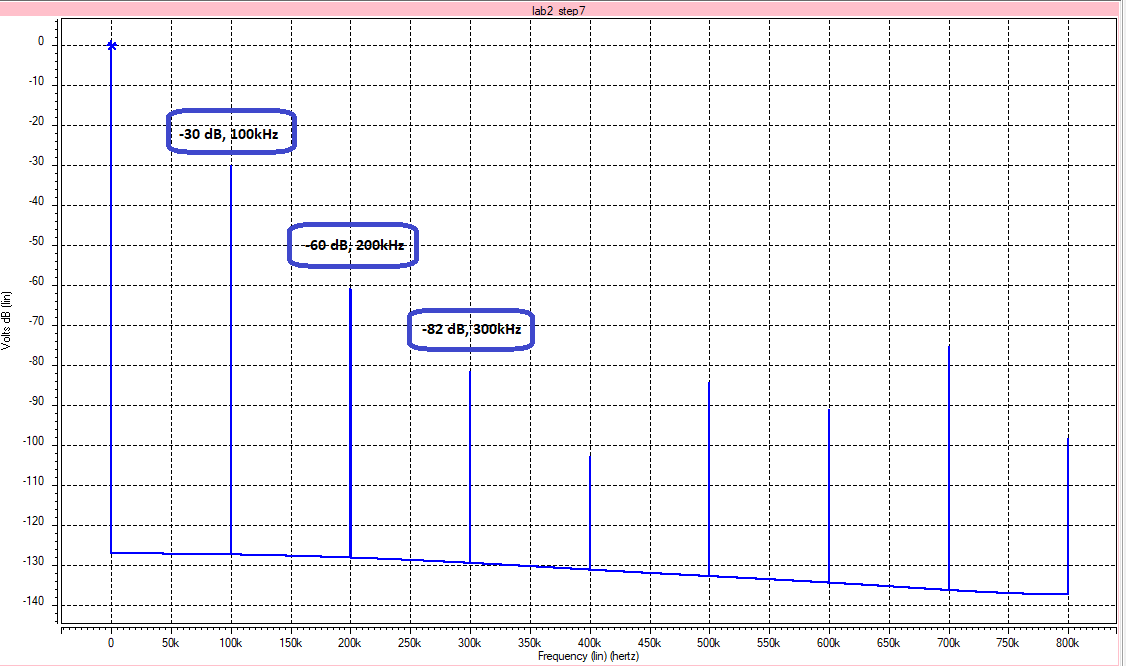 lab2 step7
0
-10
-20
-30
-40
-50
-60
-70
-80
-90
-100
-110
-120
-130
-140
Volts dB (lin)
-30 dB, 100kHz
-60 dB, 200kHz
-82 dB, 300kHz
0 50k 100k 150k 200k 250k 300k 350k 400k 450k 500k 550k 600k 650k 700k 750k 800k
Frequency (lin) (hertz)